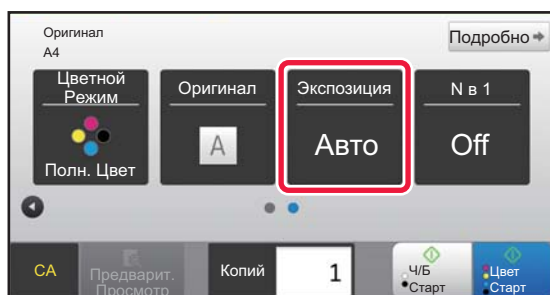 Оригинал
A4
Подробно
Цветной
Режим
Полн. Цвет
Оригинал
A
Экспозиция
Авто
N в 1
Off
CA
Предварит.
Просмотр
Копий
1
Ч/Б
Старт
Цвет
Старт